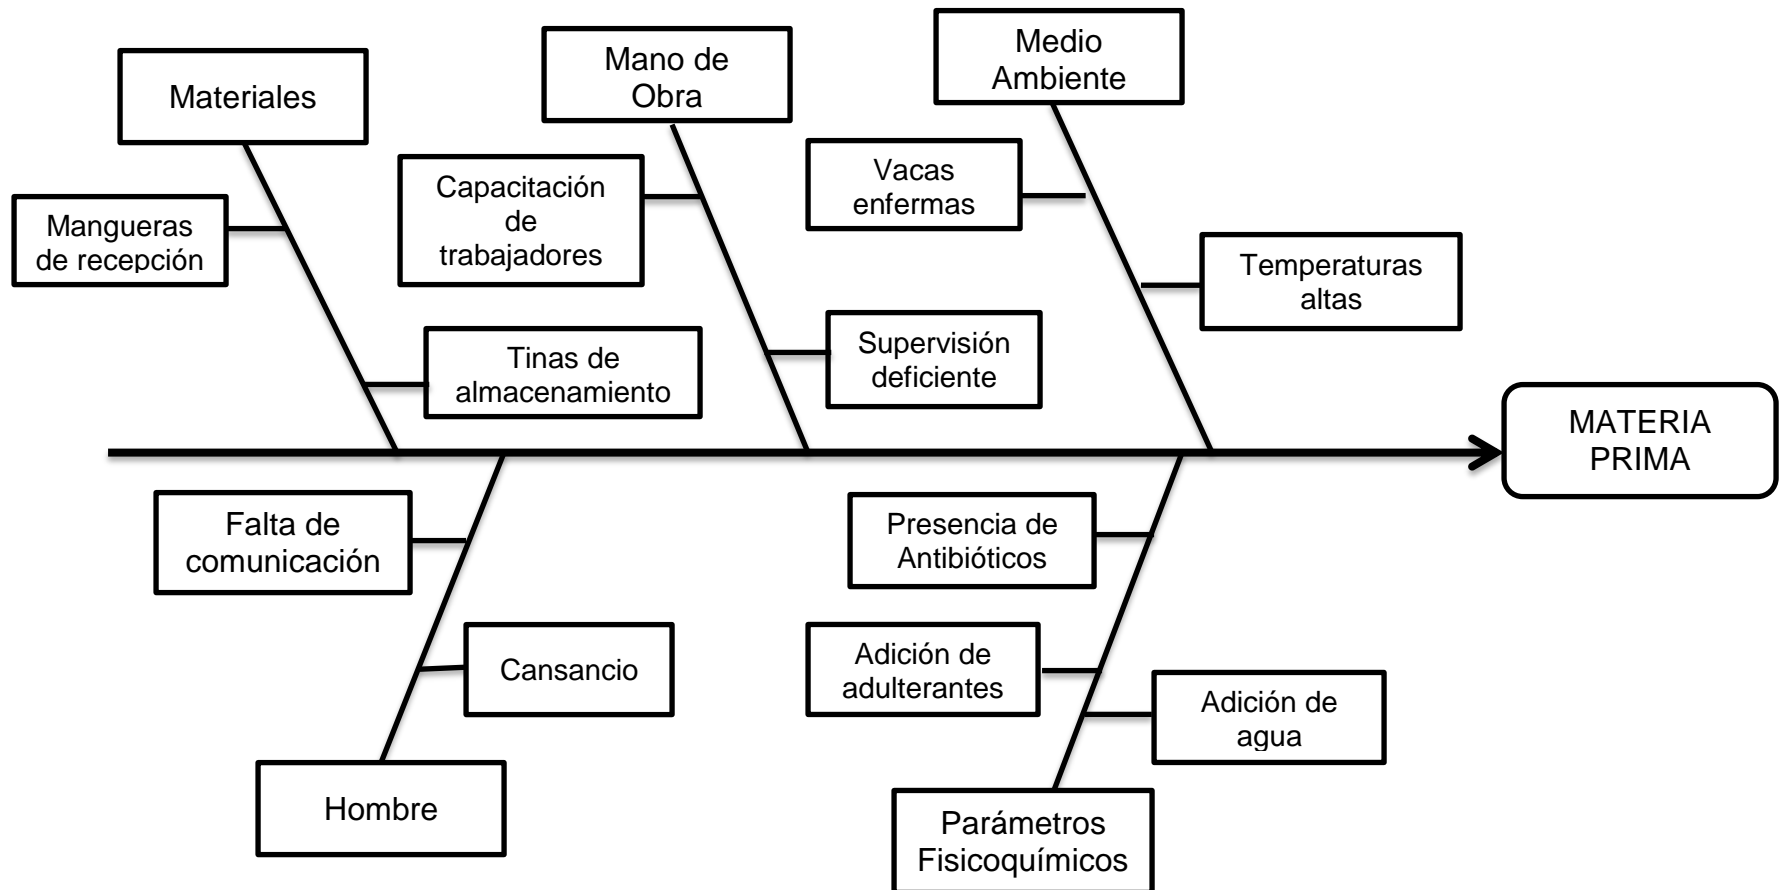 Materiales
Mano de
Obra
Medio
Ambiente
Mangueras
de recepción
Capacitación
de
trabajadores
Vacas
enfermas
Temperaturas
altas
Tinas de
almacenamiento
Supervisión
deficiente
MATERIA
PRIMA
Falta de
comunicación
Presencia de
Antibióticos
Cansancio
Adición de
adulterantes
Adición de
agua
Hombre
Parámetros
Fisicoquímicos